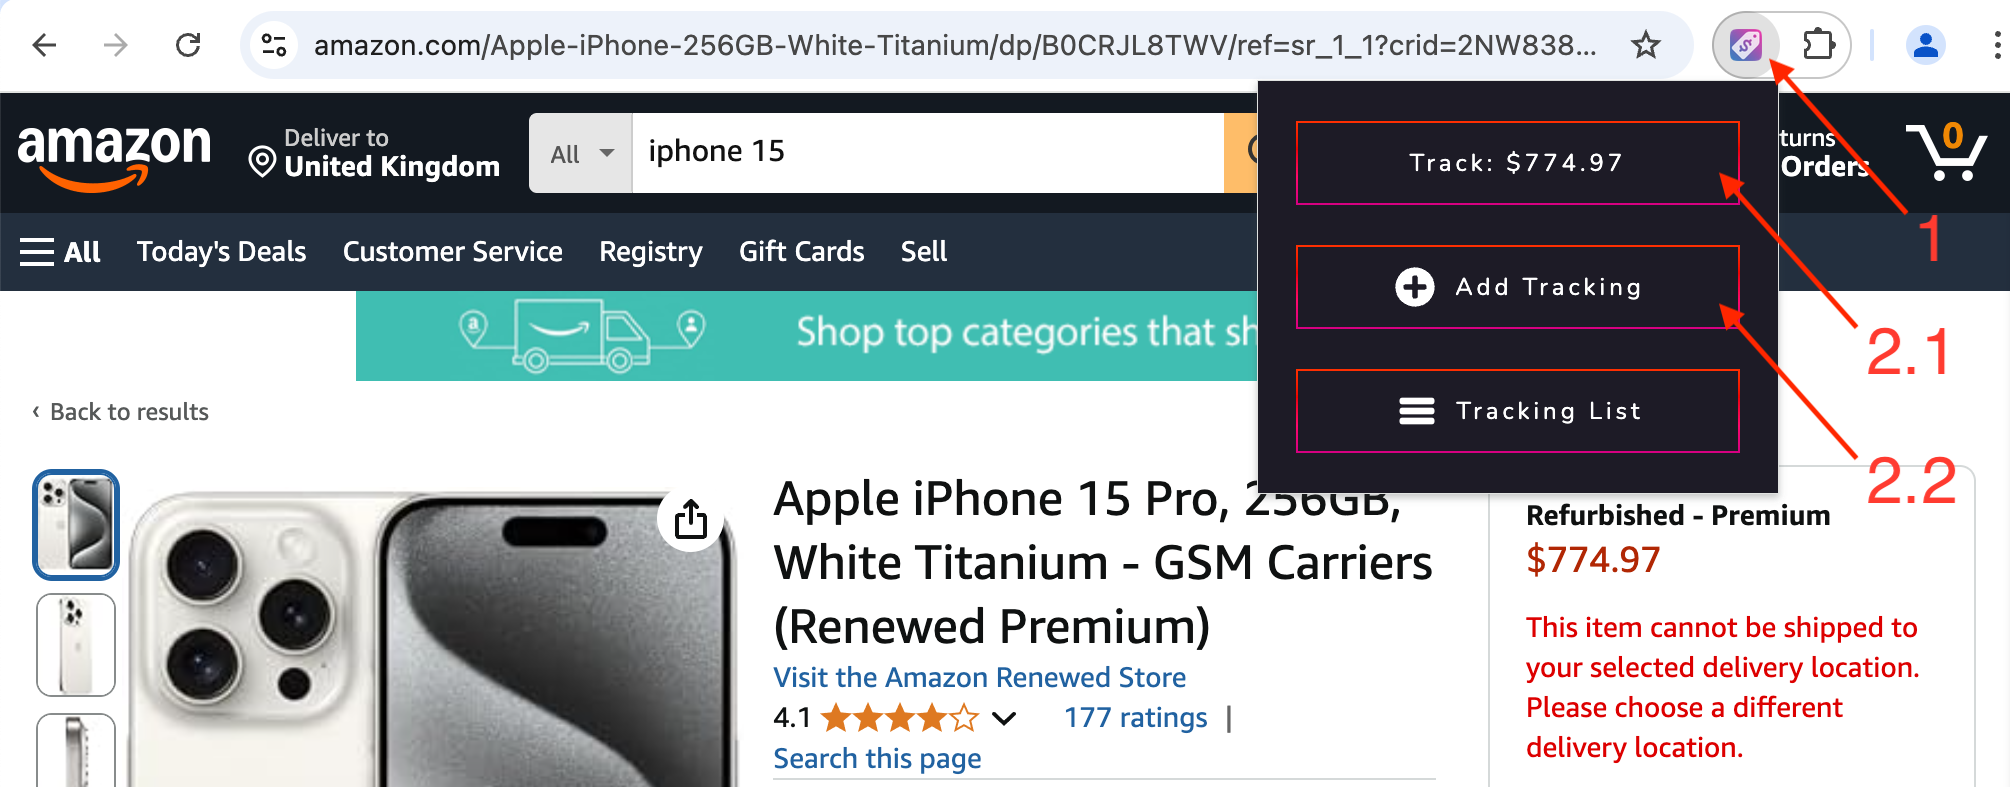 amazon.com/Apple-iPhone-256GB-White-Titanium/dp/B0CRJL8TWV/ref=sr_1_1?crid=2NW838...
amazon
Deliver to
United Kingdom
All
iphone 15
turns
Orders
0
All
Today's Deals
Customer Service
Registry
Gift Cards
Sell
Track: $774.97
Add Tracking
Tracking List
1
2.1
2.2
a
Shop top categories that sh
‹ Back to results
Apple iPhone 15 Pro, 256GB,
White Titanium - GSM Carriers
(Renewed Premium)
Visit the Amazon Renewed Store
4.1
177 ratings |
Search this page
Refurbished - Premium
$774.97
This item cannot be shipped to
your selected delivery location.
Please choose a different
delivery location.